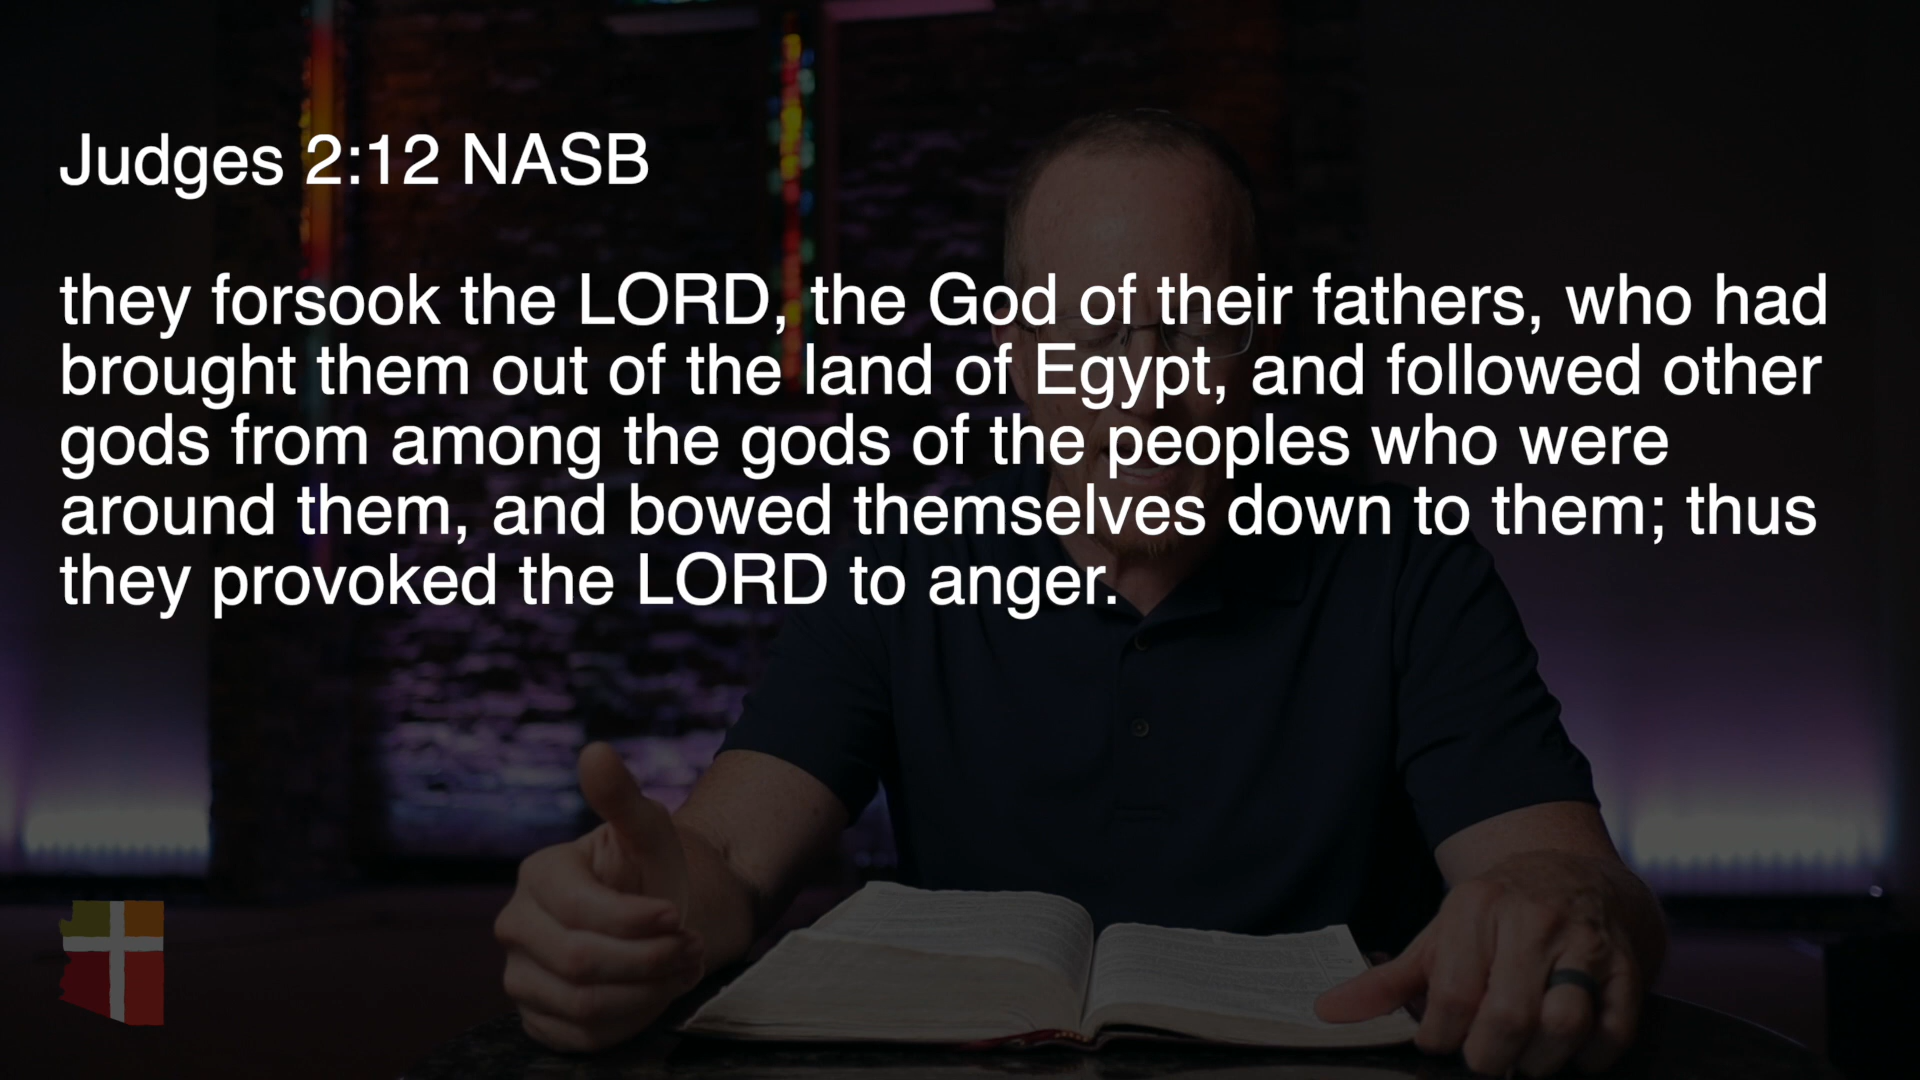 Judges 2:12 NASB
they forsook the LORD, the God of their fathers, who had
brought them out of the land of Egypt, and followed other
gods from among the gods of the peoples who were
around them, and bowed themselves down to them; thus
they provoked the LORD to anger.